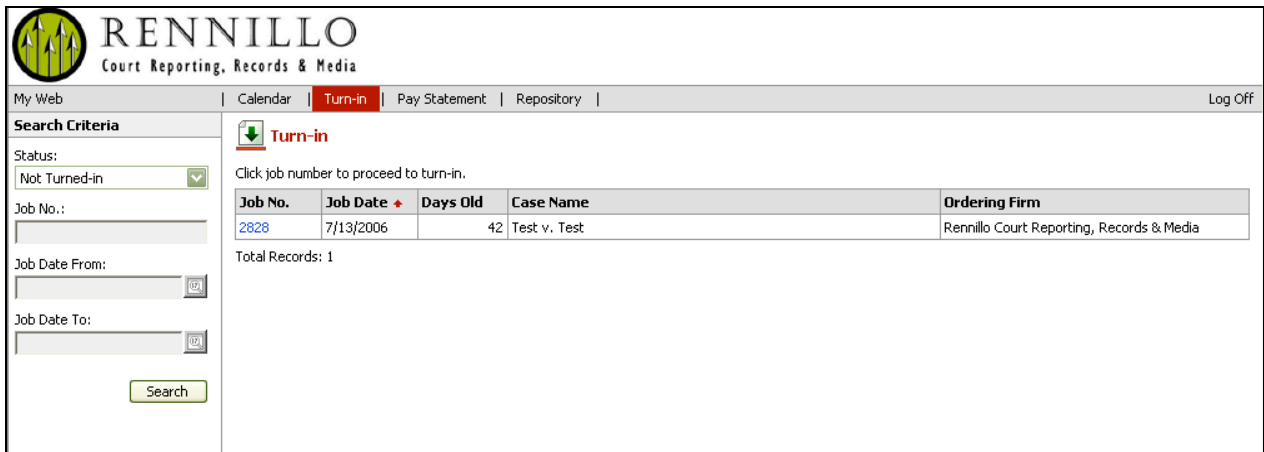 RENNILLO
Court Reporting, Records & Media
My Web | Calendar | Turn-in | Pay Statement | Repository | Log Off
Search Criteria
Status:
Not Turned-in
Job No.:
Job Date From:
Job Date To:
Search
Turn-in
Click job number to proceed to turn-in.
Job No. Job Date Days Old Case Name Ordering Firm
2828 7/13/2006 42 Test v. Test Rennillo Court Reporting, Records & Media
Total Records: 1